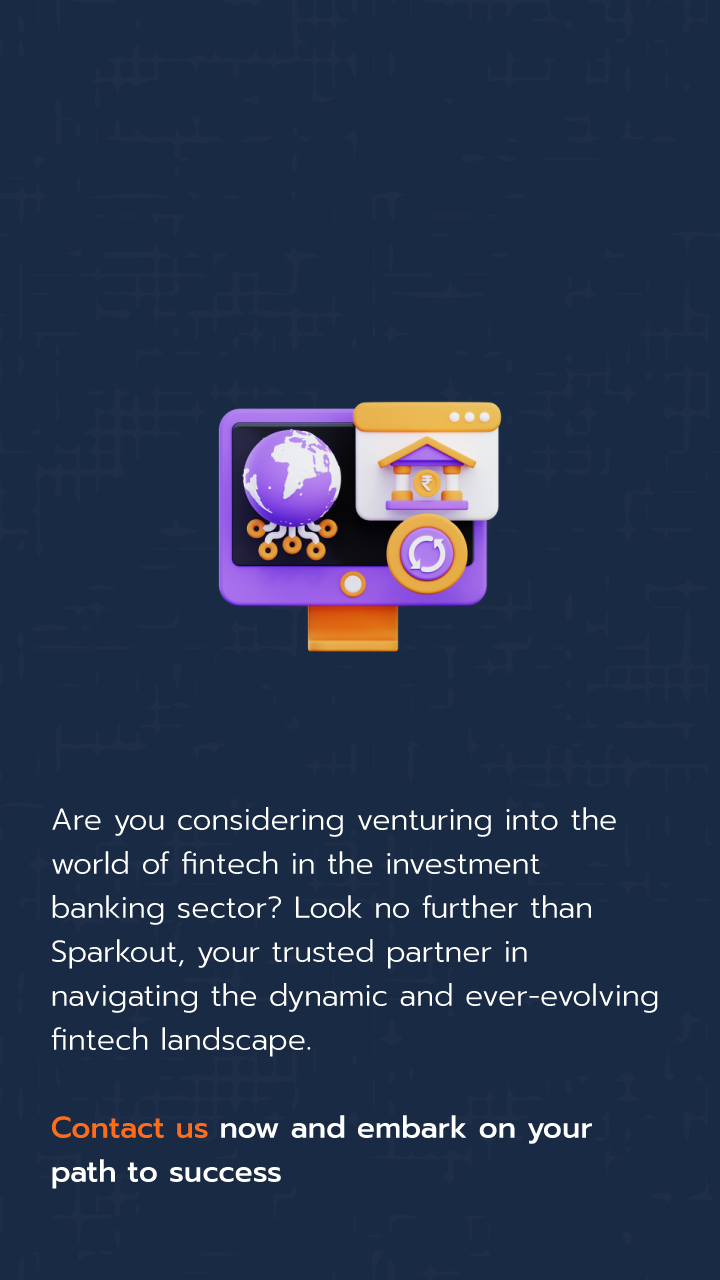 ₹
Are you considering venturing into the
world of fintech in the investment
banking sector? Look no further than
Sparkout, your trusted partner in
navigating the dynamic and ever-evolving
fintech landscape.
Contact us now and embark on your
path to success